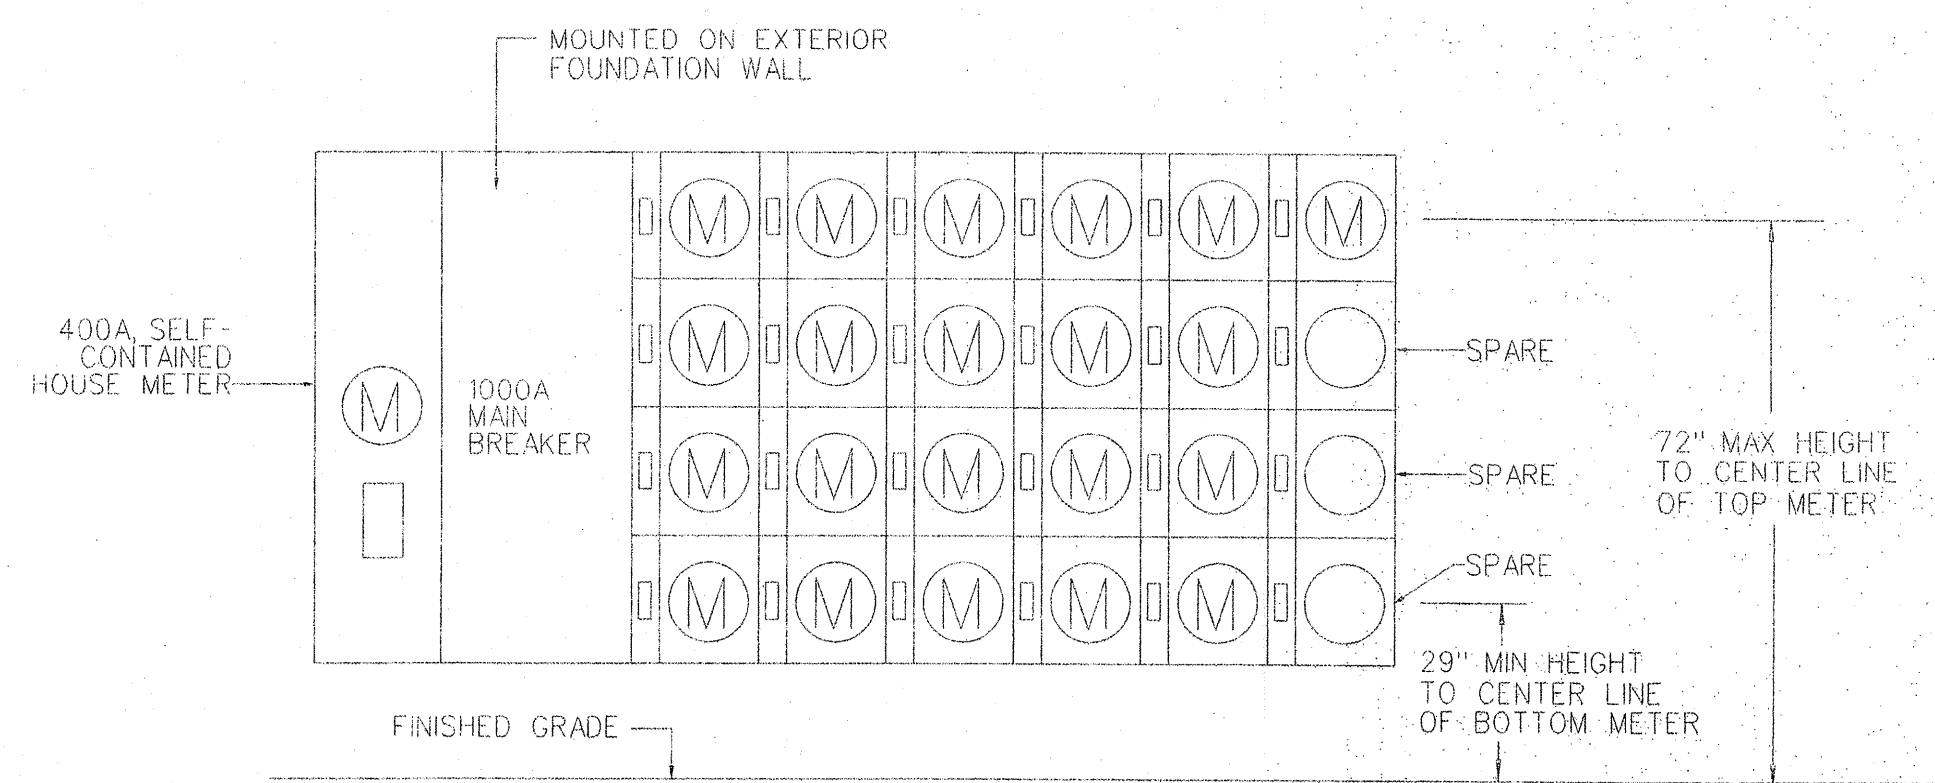 MOUNTED ON EXTERIOR
FOUNDATION WALL
M M M M M M
400A, SELF-
CONTAINED
HOUSE METER
M
1000A
MAIN
BREAKER
M M M M M
SPARE
M M M M M
SPARE
72" MAX HEIGHT
TO CENTER LINE
OF TOP METER
M M M M M
SPARE
29" MIN HEIGHT
TO CENTER LINE
OF BOTTOM METER
FINISHED GRADE